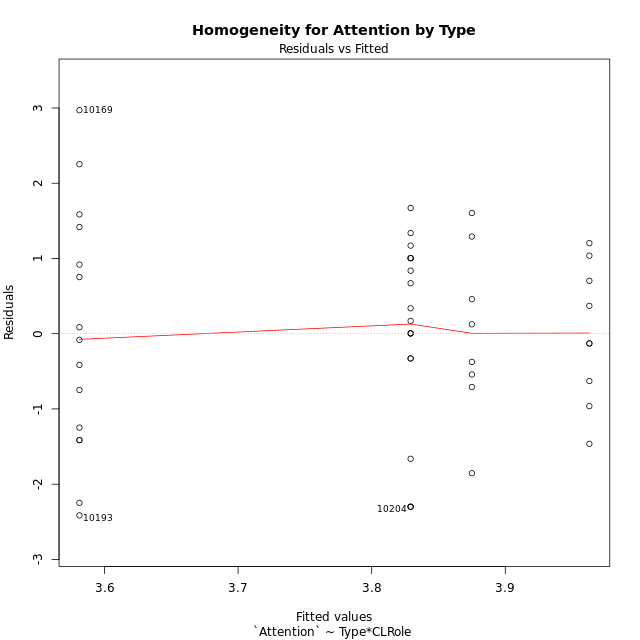 Homogeneity for Attention by Type
Residuals vs Fitted
3
2
1
0
-1
-2
-3
Residuals
10169
10193
10204
3.6 3.7 3.8 3.9
Fitted values
`Attention` ~ Type*CLRole